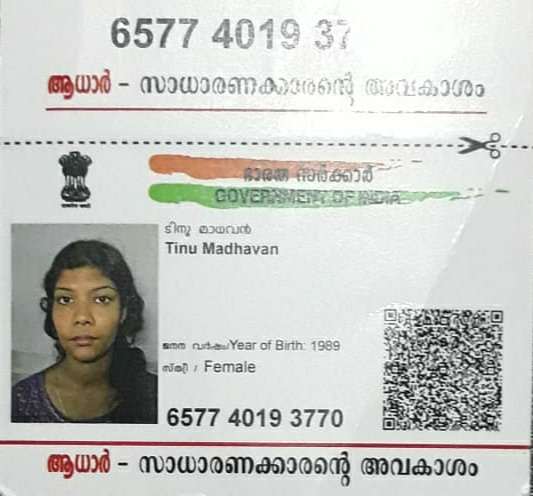 6577 4019 37
ആധാർ – സാധാരണക്കാരന്റെ അവകാശം
ഭാരത സർക്കാർ
GOVERNMENT OF INDIA
ടിനു മാധവൻ
Tinu Madhavan
ജനന വർഷം/Year of Birth: 1989
സ്ത്രീ / Female
6577 4019 3770
ആധാർ – സാധാരണക്കാരന്റെ അവകാശം